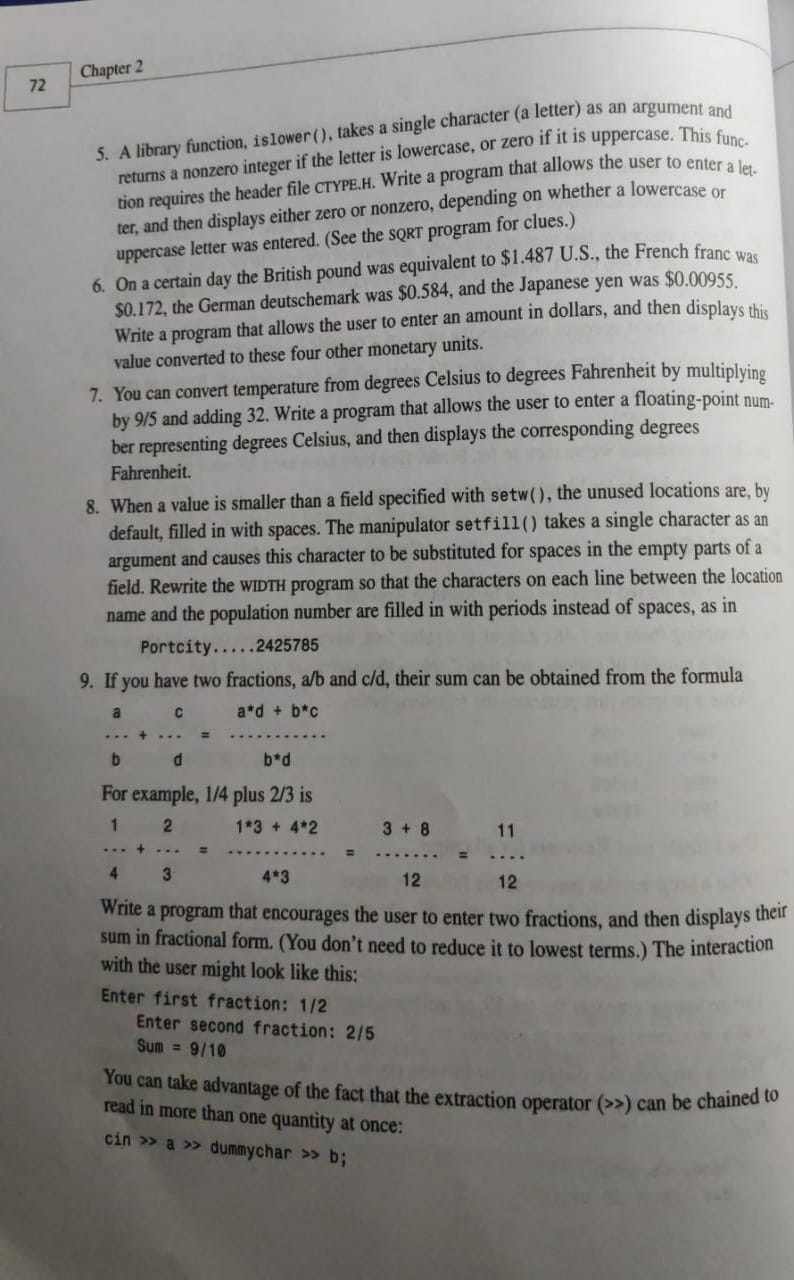 72
Chapter 2
5. A library function, islower(), takes a single character (a letter) as an argument and
returns a nonzero integer if the letter is lowercase, or zero if it is uppercase. This func-
tion requires the header file CTYPE.H. Write a program that allows the user to enter a let-
ter, and then displays either zero or nonzero, depending on whether a lowercase or
uppercase letter was entered. (See the SQRT program for clues.)
6. On a certain day the British pound was equivalent to $1.487 U.S., the French franc was
$0.172, the German deutschemark was $0.584, and the Japanese yen was $0.00955.
Write a program that allows the user to enter an amount in dollars, and then displays this
value converted to these four other monetary units.
7. You can convert temperature from degrees Celsius to degrees Fahrenheit by multiplying
by 9/5 and adding 32. Write a program that allows the user to enter a floating-point num-
ber representing degrees Celsius, and then displays the corresponding degrees
Fahrenheit.
8. When a value is smaller than a field specified with setw(), the unused locations are, by
default, filled in with spaces. The manipulator setfill() takes a single character as an
argument and causes this character to be substituted for spaces in the empty parts of a
field. Rewrite the WIDTH program so that the characters on each line between the location
name and the population number are filled in with periods instead of spaces, as in
Portcity.....2425785
9. If you have two fractions, a/b and c/d, their sum can be obtained from the formula
a c a*d + b*c
--- + --- = -----------
b d b*d
For example, 1/4 plus 2/3 is
1 2 1*3 + 4*2 3 + 8 11
--- + --- = ----------- = ------- = ----
4 3 4*3 12 12
Write a program that encourages the user to enter two fractions, and then displays their
sum in fractional form. (You don't need to reduce it to lowest terms.) The interaction
with the user might look like this:
Enter first fraction: 1/2
Enter second fraction: 2/5
Sum = 9/10
You can take advantage of the fact that the extraction operator (>>) can be chained to
read in more than one quantity at once:
cin >> a >> dummychar >> b;